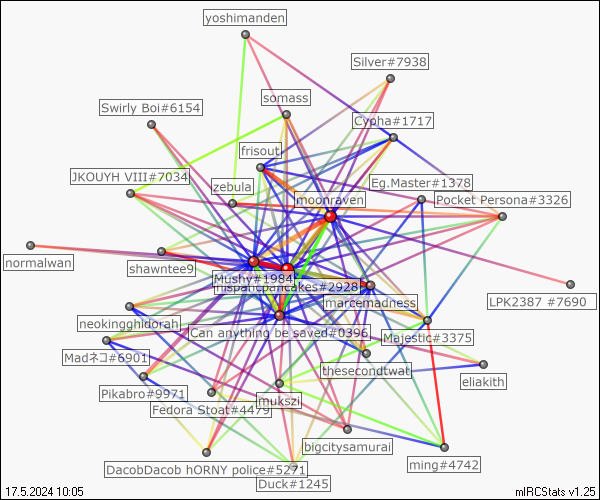 yoshimanden
Silver#7938
somass
Swirly Boi#6154
Cypha#1717
frisout
JKOUYH VIII#7034
Eg.Master#1378
zebula
moonraven
Pocket Persona#3326
normalwan
shawntee9
Mushy#1984
hispanicpancakes#2928
LPK2387 #7690
marcemadness
neokingghidorah
Can anything be saved#0396
Majestic#3375
Madネコ#6901
thesecondtwat
eliakith
Pikabro#9971
mukszi
Fedora Stoat#4479
bigcitysamurai
DacobDacob hORNY police#5271
ming#4742
Duck#1245
17.5.2024 10:05
mIRCStats v1.25